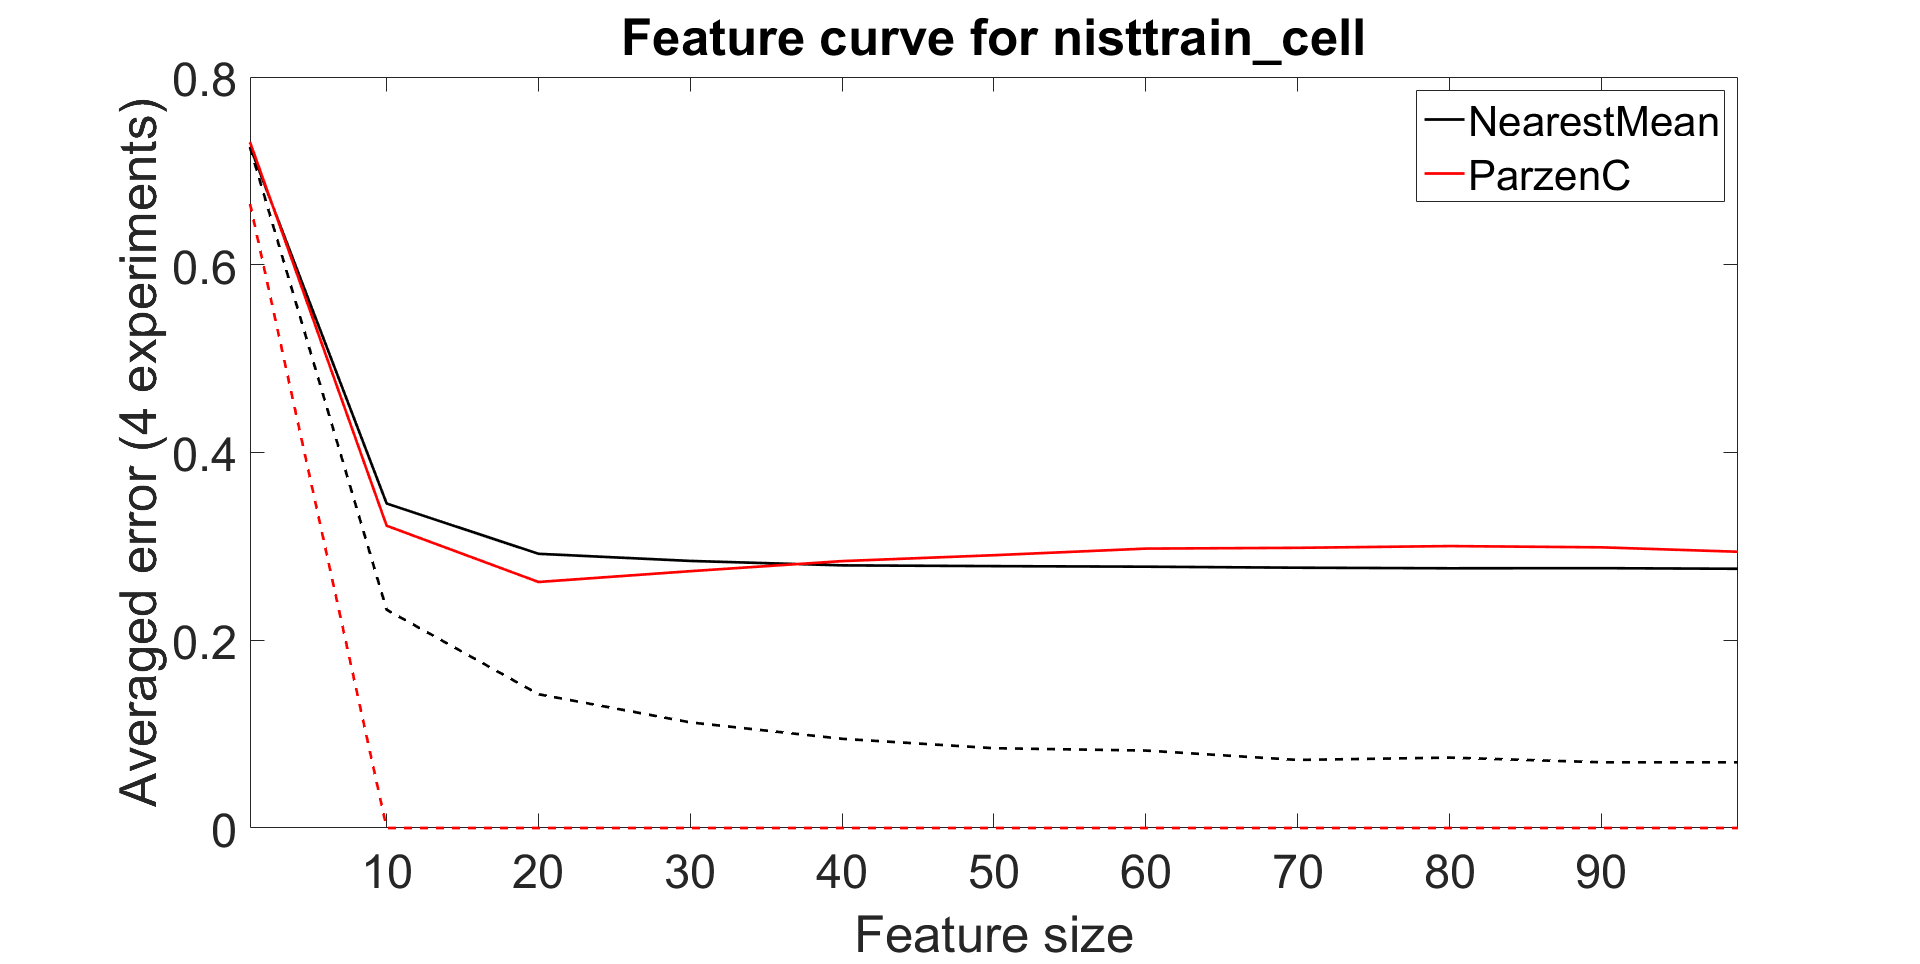 Feature curve for nisttrain_cell
NearestMean
ParzenC
Averaged error (4 experiments)
0.8
0.6
0.4
0.2
0
10 20 30 40 50 60 70 80 90
Feature size